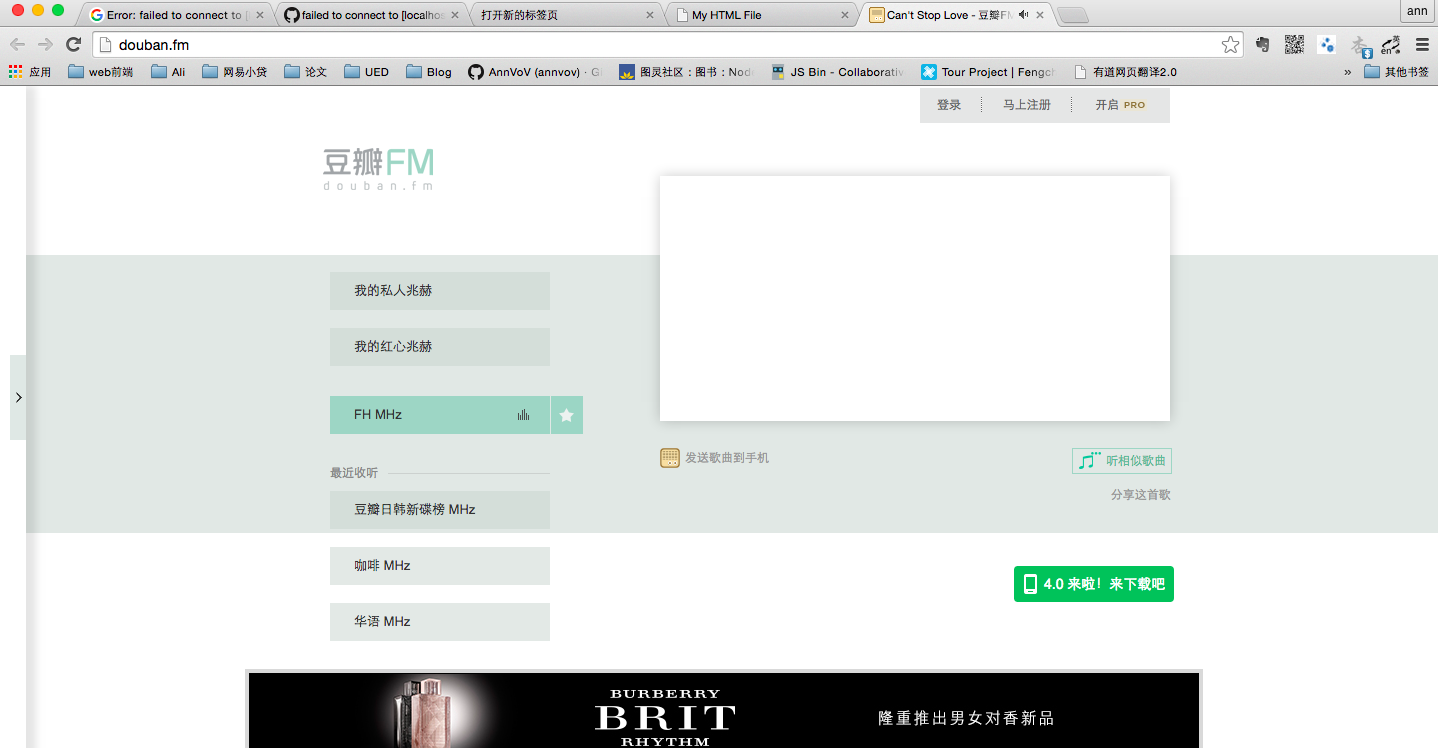 Error: failed to connect to [
failed to connect to [localhos
打开新的标签页
My HTML File
Can't Stop Love - 豆瓣FM
ann
douban.fm
应用
web前端
Ali
网易小贷
论文
UED
Blog
AnnVoV (annvov) · G
图灵社区 : 图书 : Node
JS Bin - Collaborativ
Tour Project | Fengch
有道网页翻译2.0
»
其他书签
登录
马上注册
开启 PRO
豆瓣FM
douban.fm
我的私人兆赫
我的红心兆赫
FH MHz
最近收听
豆瓣日韩新碟榜 MHz
咖啡 MHz
华语 MHz
发送歌曲到手机
听相似歌曲
分享这首歌
4.0 来啦！来下载吧
BURBERRY
BRIT
RHYTHM
隆重推出男女对香新品